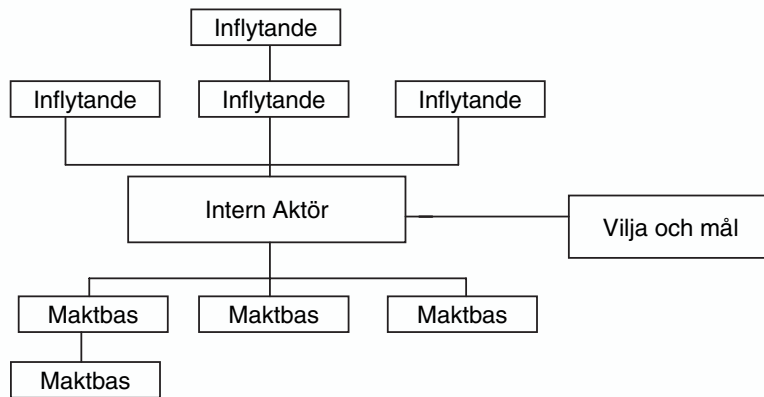 Inflytande
Inflytande
Inflytande
Inflytande
Intern Aktör
Vilja och mål
Maktbas
Maktbas
Maktbas
Maktbas